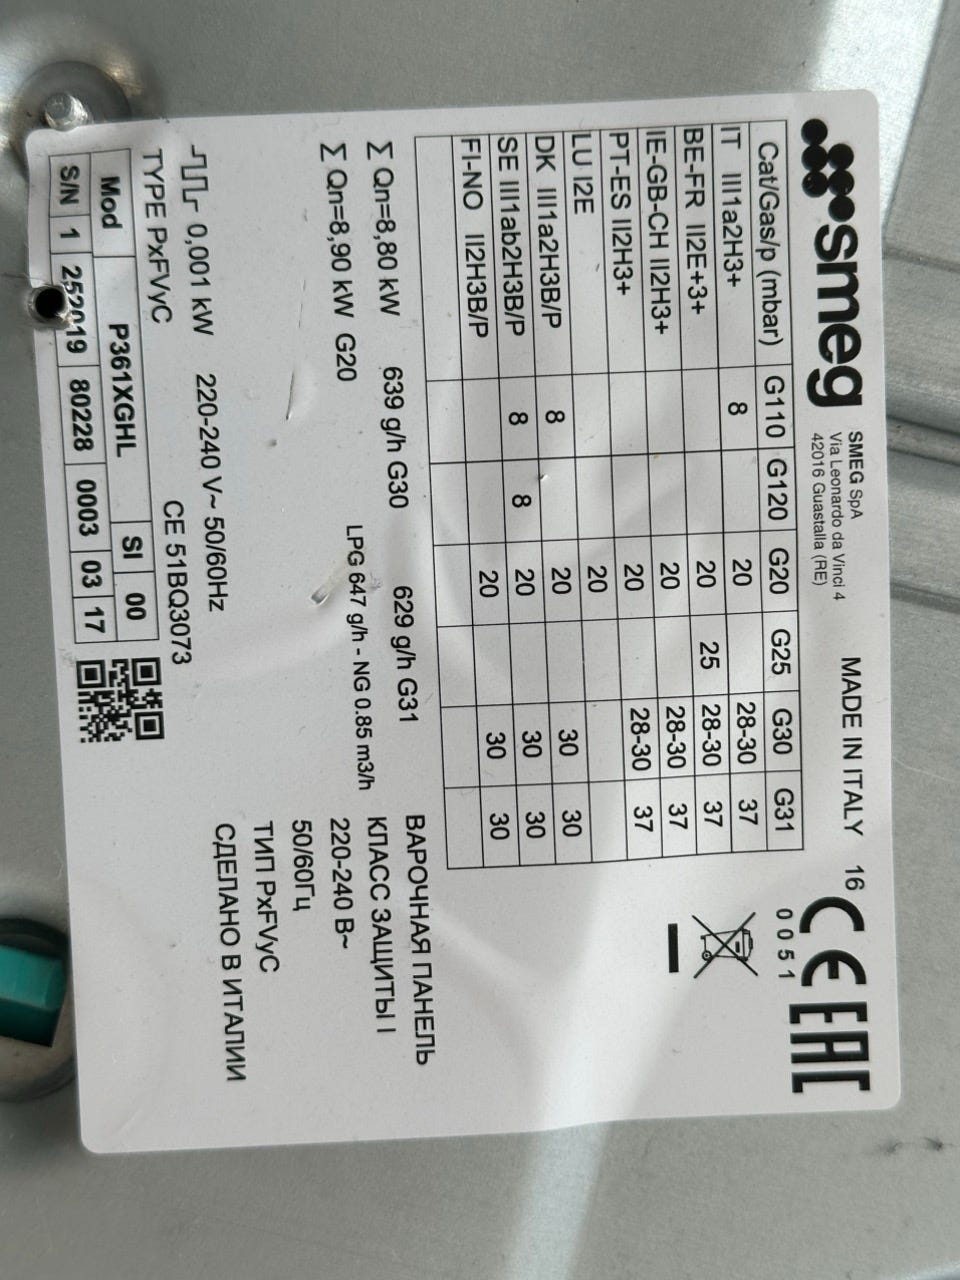 smeg
SMEG SpA
Via Leonardo da Vinci 4
42016 Guastalla (RE)
MADE IN ITALY 16 CE EAC
0051
Cat/Gas/p (mbar) G110 G120 G20 G25 G30 G31
IT III1a2H3+ 8 20 28-30 37
BE-FR II2E+3+ 20 25 28-30 37
IE-GB-CH II2H3+ 20 28-30 37
PT-ES II2H3+ 20 28-30 37
LU I2E 20
DK III1a2H3B/P 8 20 30 30
SE III1ab2H3B/P 8 8 20 30 30
FI-NO II2H3B/P 20 30 30
Σ Qn=8,80 kW 639 g/h G30 629 g/h G31
Σ Qn=8,90 kW G20 LPG 647 g/h - NG 0.85 m3/h
0,001 kW 220-240 V~ 50/60Hz
TYPE PxFVyC CE 51BQ3073
Mod P361XGHL SI 00
S/N 1 252919 80228 0003 03 17
ВАРОЧНАЯ ПАНЕЛЬ
КЛАСС ЗАЩИТЫ I
220-240 В~
50/60Гц
ТИП PxFVyC
СДЕЛАНО В ИТАЛИИ